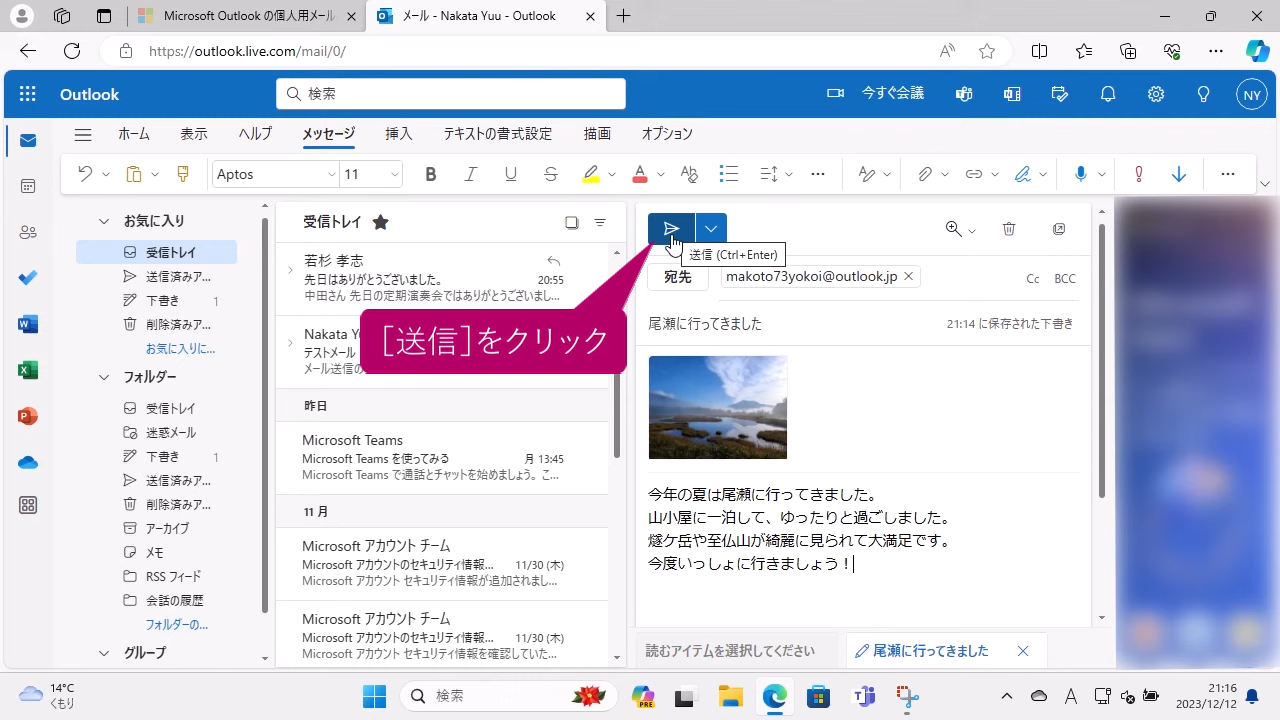 Microsoft Outlook の個人用メール
メール - Nakata Yuu - Outlook
https://outlook.live.com/mail/0/
Outlook
検索
今すぐ会議
NY
ホーム 表示 ヘルプ メッセージ 挿入 テキストの書式設定 描画 オプション
Aptos 11 B I U S
お気に入り
受信トレイ
送信済みア...
下書き 1
削除済みア...
お気に入りに...
フォルダー
受信トレイ
迷惑メール
下書き 1
送信済みア...
削除済みア...
アーカイブ
メモ
RSS フィード
会話の履歴
フォルダーの...
グループ
受信トレイ
若杉 孝志
先日はありがとうございました。 20:55
中田さん 先日の定期演奏会ではありがとうございまし...
Nakata Yu
テストメール
メール送信の
昨日
Microsoft Teams
Microsoft Teams を使ってみる 月 13:45
Microsoft Teams で通話とチャットを始めましょう。こ...
11 月
Microsoft アカウント チーム
Microsoft アカウントのセキュリティ情報... 11/30 (木)
Microsoft アカウント セキュリティ情報が追加されまし...
Microsoft アカウント チーム
Microsoft アカウントのセキュリティ情報... 11/30 (木)
Microsoft アカウント セキュリティ情報を確認していた...
送信 (Ctrl+Enter)
宛先 makoto73yokoi@outlook.jp Cc BCC
[送信]をクリック
尾瀬に行ってきました 21:14 に保存された下書き
今年の夏は尾瀬に行ってきました。
山小屋に一泊して、ゆったりと過ごしました。
燧ケ岳や至仏山が綺麗に見られて大満足です。
今度いっしょに行きましょう！
読むアイテムを選択してください
尾瀬に行ってきました
14°C
くもり
検索
PRE
A
21:16
2023/12/12